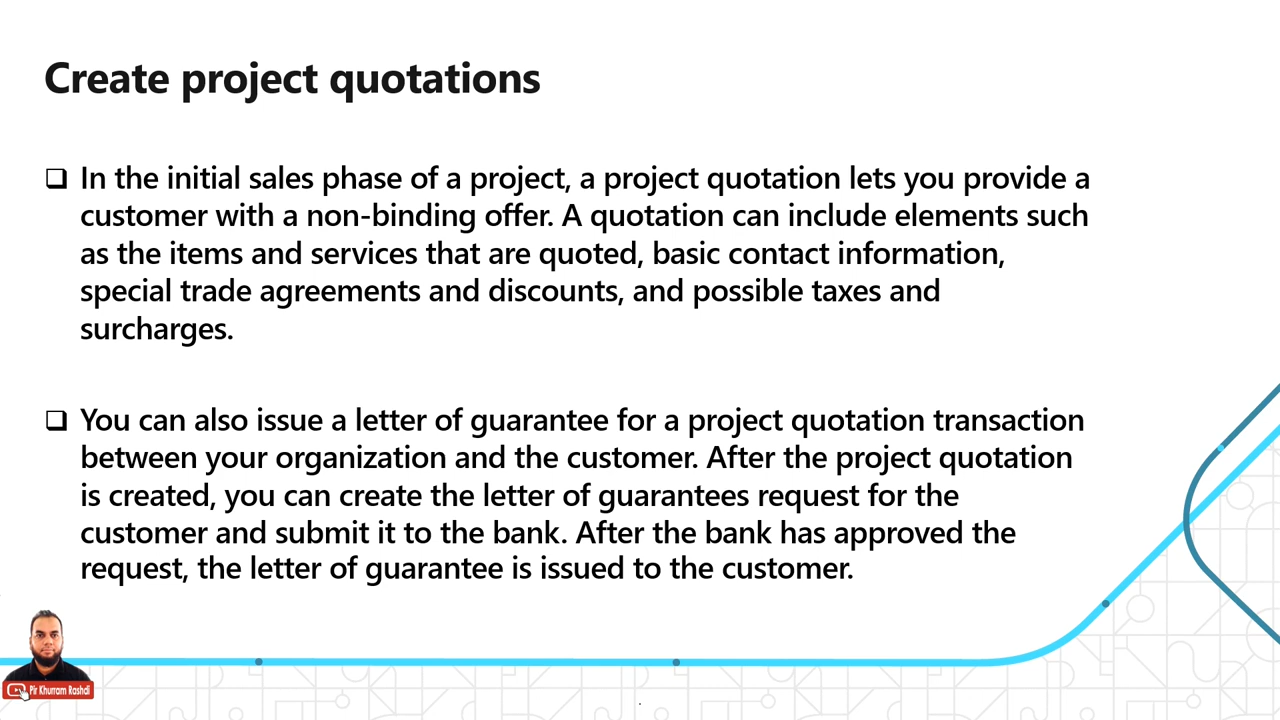 Create project quotations
❑ In the initial sales phase of a project, a project quotation lets you provide a
customer with a non-binding offer. A quotation can include elements such
as the items and services that are quoted, basic contact information,
special trade agreements and discounts, and possible taxes and
surcharges.
❑ You can also issue a letter of guarantee for a project quotation transaction
between your organization and the customer. After the project quotation
is created, you can create the letter of guarantees request for the
customer and submit it to the bank. After the bank has approved the
request, the letter of guarantee is issued to the customer.
Pir Khurram Rashdi